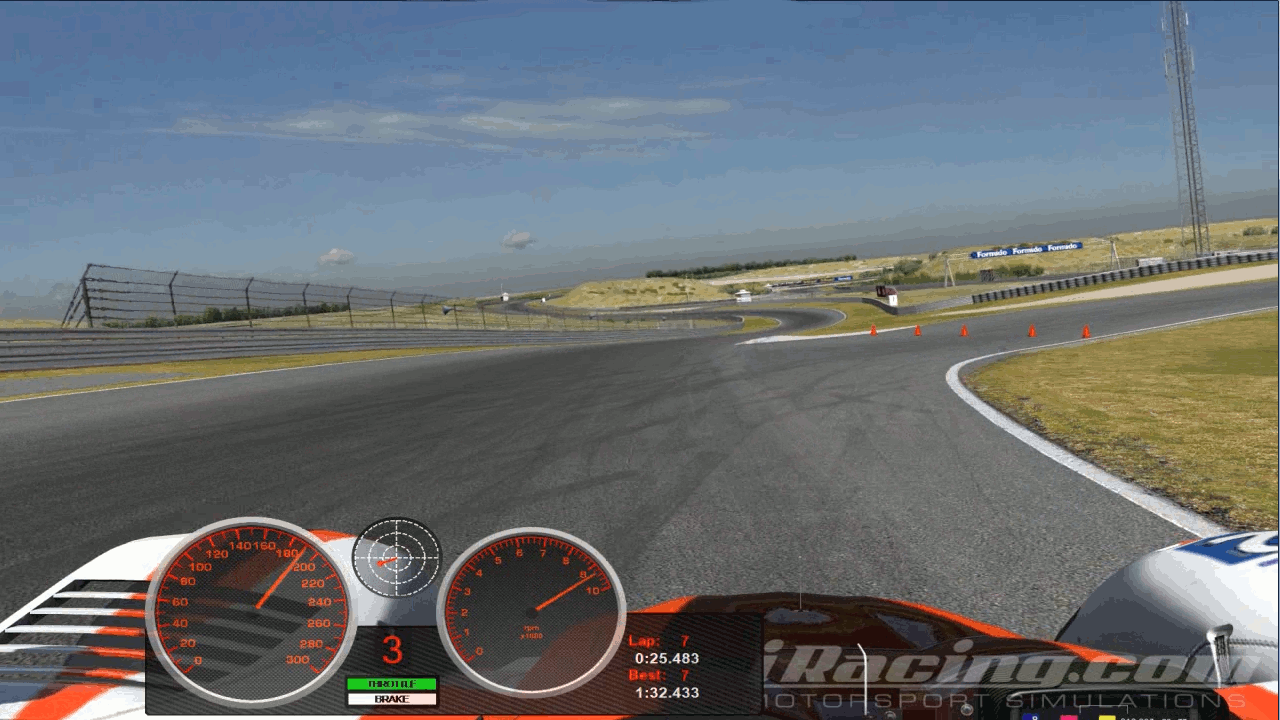 Formido Formido Formido
0 20 40 60 80 100 120 140 160 180 200 220 240 260 280 300
0 1 2 3 4 5 6 7 8 9 10
rpm
x1000
3
THROTTLE
BRAKE
Lap: 7
0:25.483
Best: 7
1:32.433
iRacing.com
MOTORSPORT SIMULATIONS